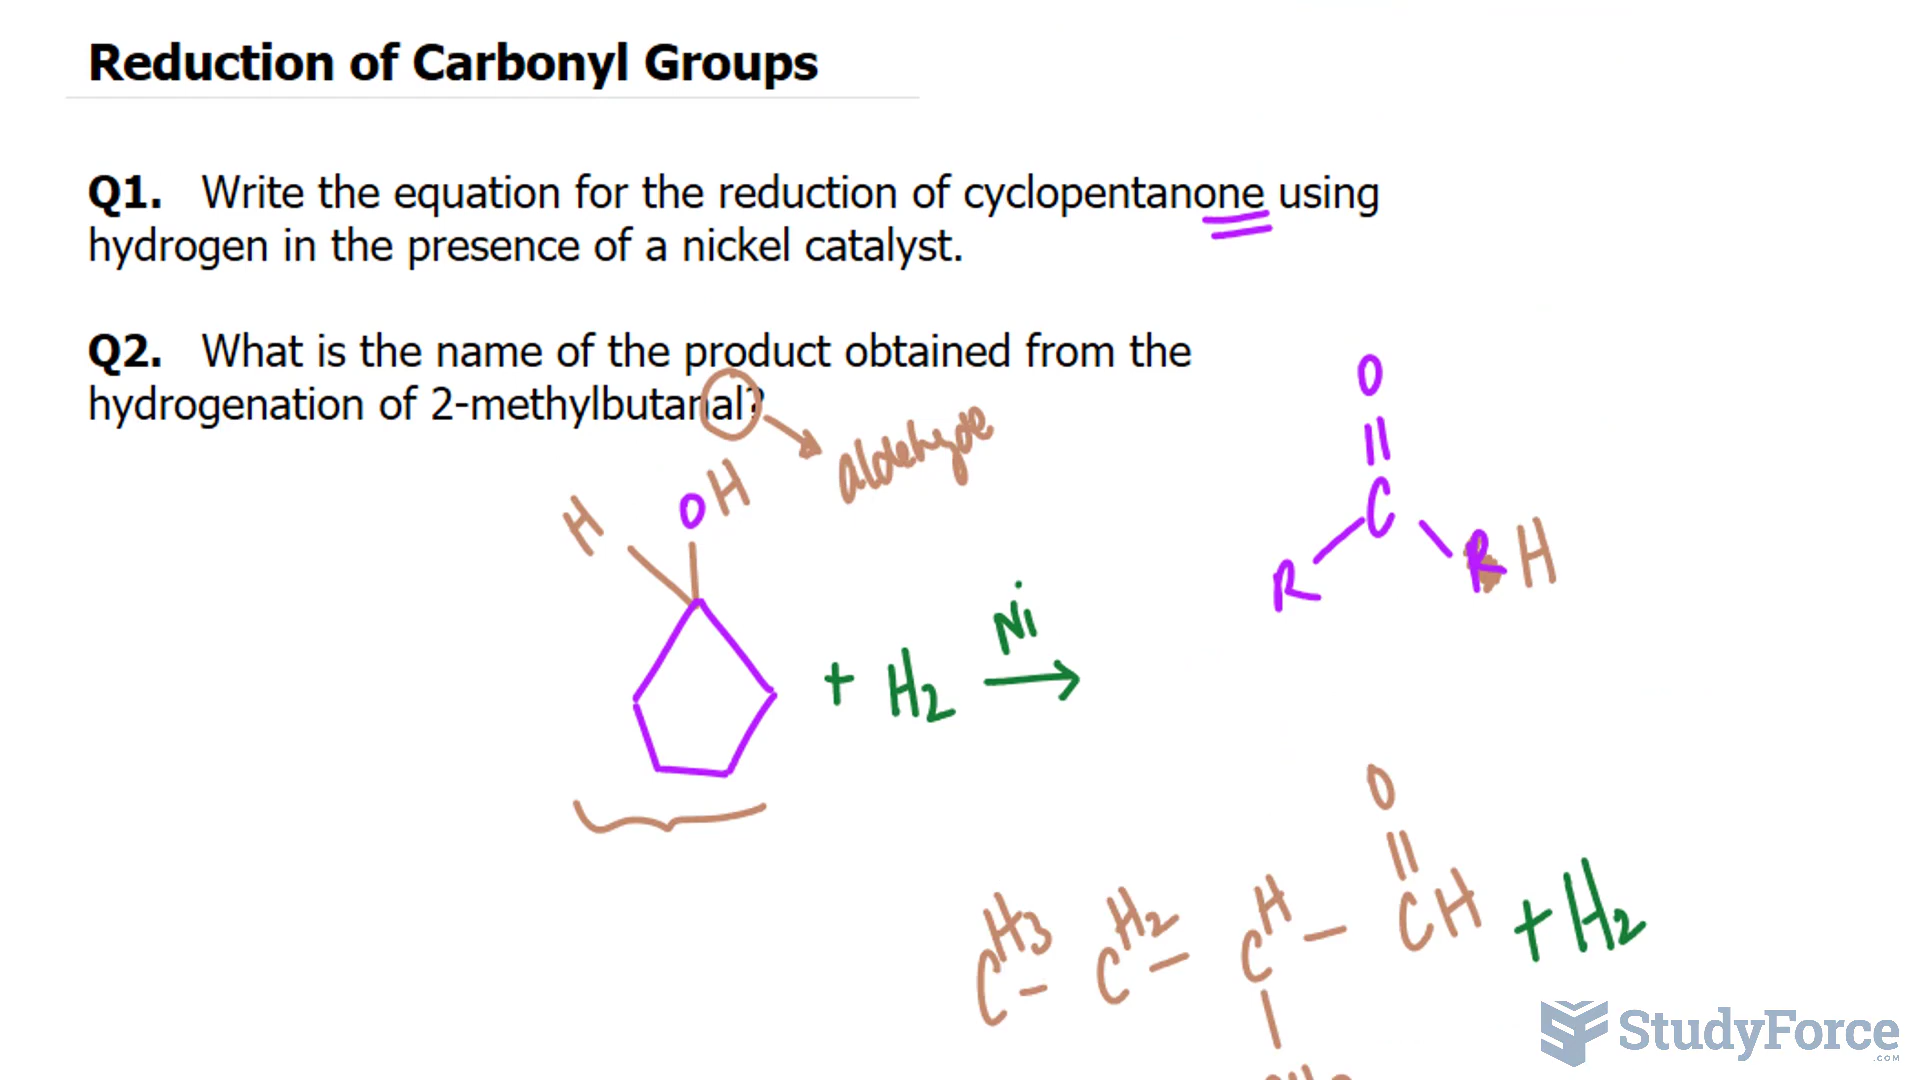 Reduction of Carbonyl Groups
Q1. Write the equation for the reduction of cyclopentanone using
hydrogen in the presence of a nickel catalyst.
Q2. What is the name of the product obtained from the
hydrogenation of 2-methylbutanal?
aldehyde
H OH
+ H2 Ni
O
||
C
R R H
O
||
CH3 - CH2 - CH - CH + H2
|
StudyForce
.COM